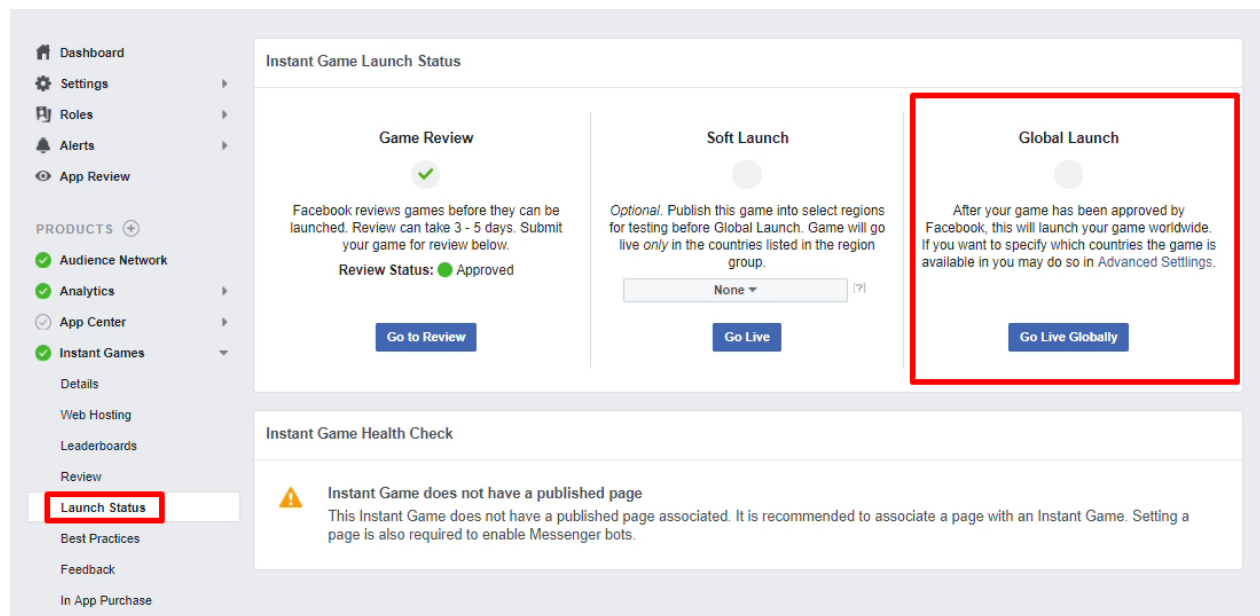 Dashboard
Settings
Roles
Alerts
App Review
PRODUCTS
Audience Network
Analytics
App Center
Instant Games
Details
Web Hosting
Leaderboards
Review
Launch Status
Best Practices
Feedback
In App Purchase
Instant Game Launch Status
Game Review
Facebook reviews games before they can be
launched. Review can take 3 - 5 days. Submit
your game for review below.
Review Status: Approved
Go to Review
Soft Launch
Optional. Publish this game into select regions
for testing before Global Launch. Game will go
live only in the countries listed in the region
group.
None
[?]
Go Live
Global Launch
After your game has been approved by
Facebook, this will launch your game worldwide.
If you want to specify which countries the game is
available in you may do so in Advanced Settlings.
Go Live Globally
Instant Game Health Check
Instant Game does not have a published page
This Instant Game does not have a published page associated. It is recommended to associate a page with an Instant Game. Setting a
page is also required to enable Messenger bots.